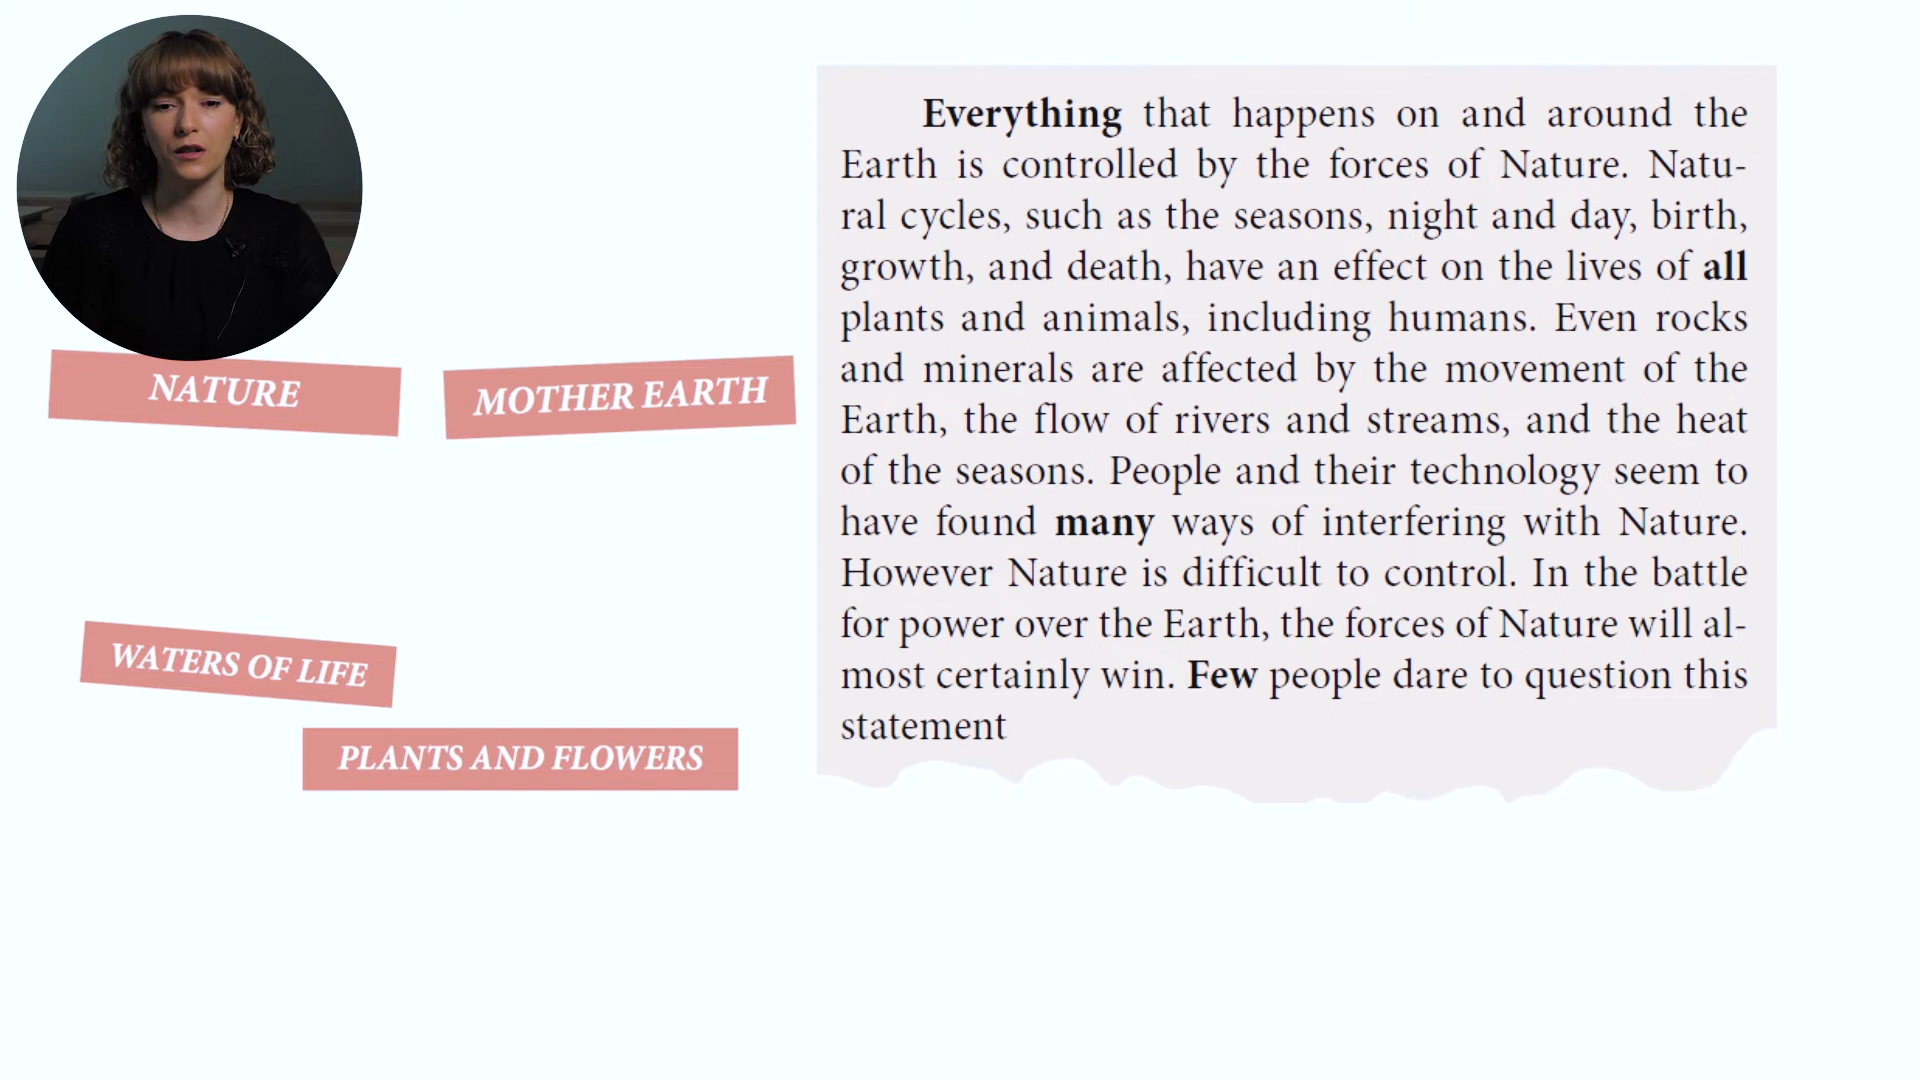 NATURE
MOTHER EARTH
WATERS OF LIFE
PLANTS AND FLOWERS
Everything that happens on and around the
Earth is controlled by the forces of Nature. Natu-
ral cycles, such as the seasons, night and day, birth,
growth, and death, have an effect on the lives of all
plants and animals, including humans. Even rocks
and minerals are affected by the movement of the
Earth, the flow of rivers and streams, and the heat
of the seasons. People and their technology seem to
have found many ways of interfering with Nature.
However Nature is difficult to control. In the battle
for power over the Earth, the forces of Nature will al-
most certainly win. Few people dare to question this
statement